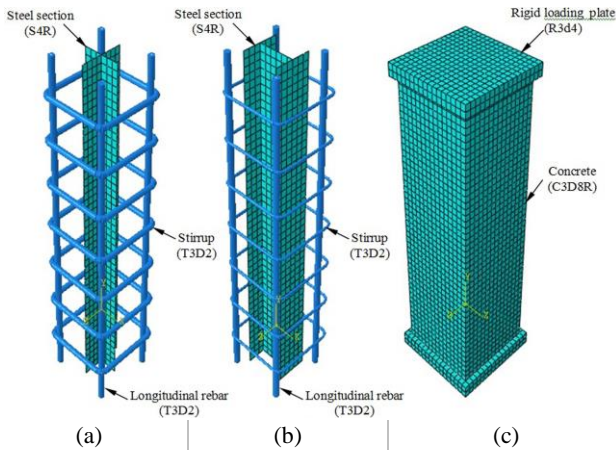 Steel section
(S4R)
Stirrup
(T3D2)
Longitudinal rebar
(T3D2)
(a)
Steel section
(S4R)
Stirrup
(T3D2)
Longitudinal rebar
(T3D2)
(b)
Rigid loading plate
(R3d4)
Concrete
(C3D8R)
Y
(c)